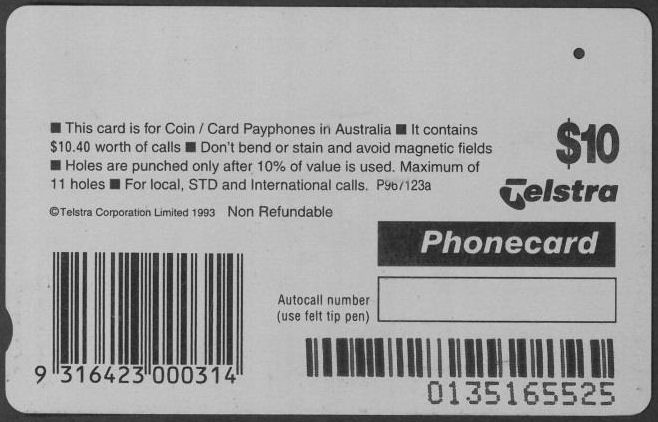 ■ This card is for Coin / Card Payphones in Australia ■ It contains
$10.40 worth of calls ■ Don't bend or stain and avoid magnetic fields
■ Holes are punched only after 10% of value is used. Maximum of
11 holes ■ For local, STD and International calls. P967123a
©Telstra Corporation Limited 1993 Non Refundable
$10
Telstra
Phonecard
Autocall number
(use felt tip pen)
9 316423 000314
0135165525